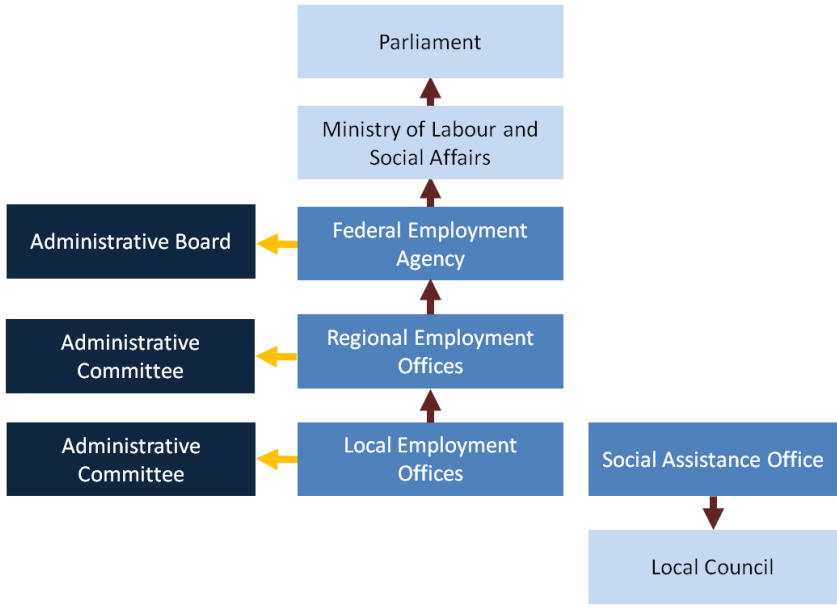 Parliament
Ministry of Labour and
Social Affairs
Administrative Board
Federal Employment
Agency
Administrative
Committee
Regional Employment
Offices
Administrative
Committee
Local Employment
Offices
Social Assistance Office
Local Council